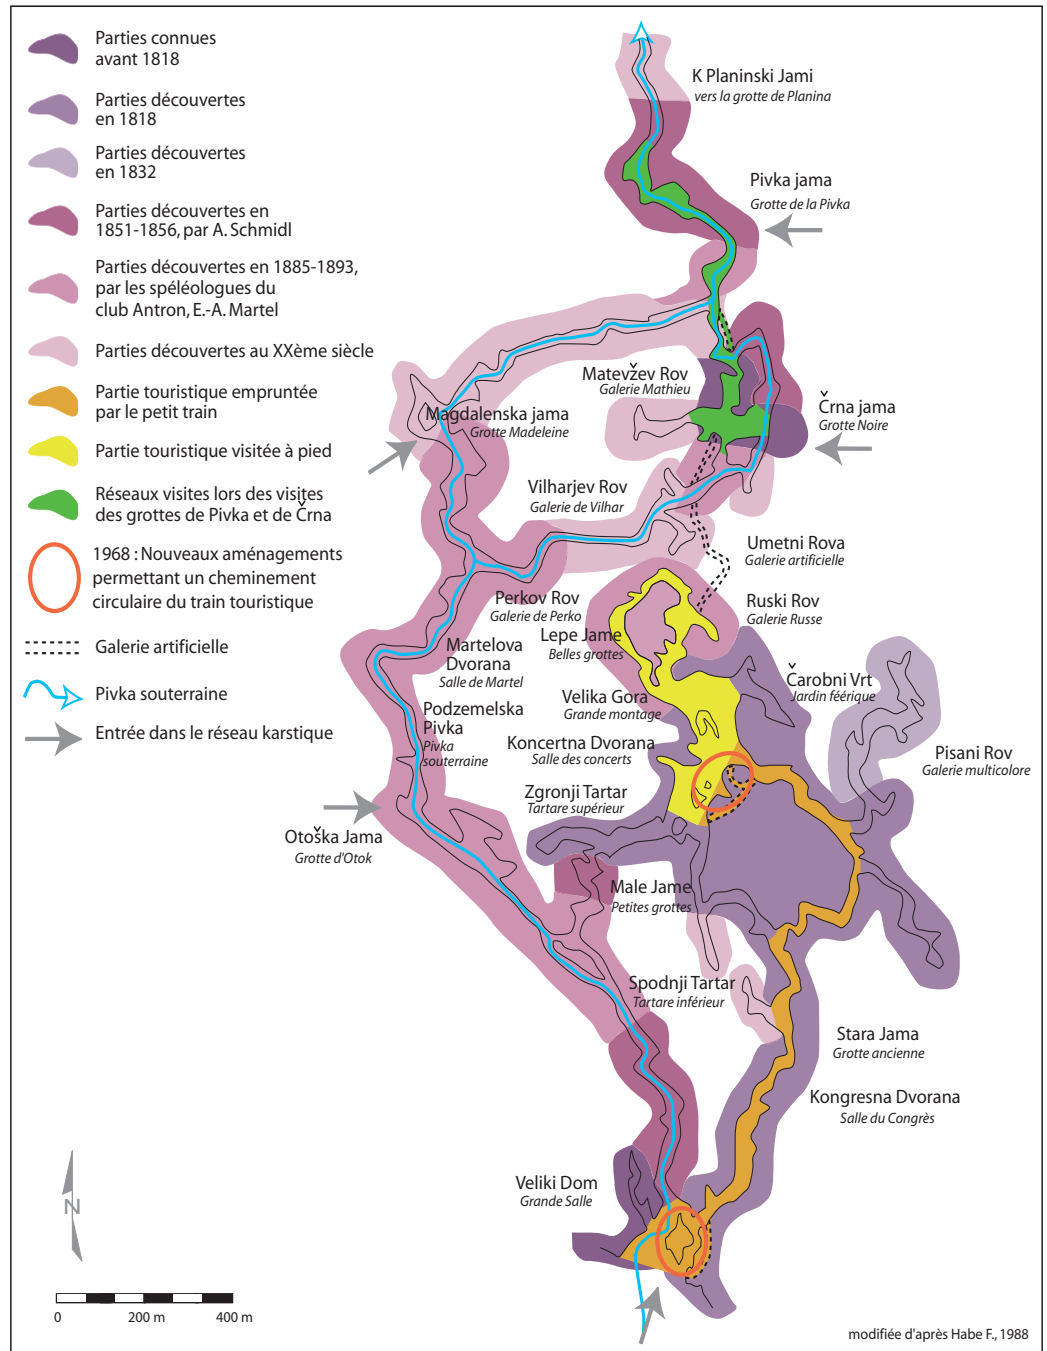 Parties connues
avant 1818
Parties découvertes
en 1818
Parties découvertes
en 1832
Parties découvertes en
1851-1856, par A. Schmidl
Parties découvertes en 1885-1893,
par les spéléologues du
club Antron, E.-A. Martel
Parties découvertes au XXème siècle
Partie touristique empruntée
par le petit train
Partie touristique visitée à pied
Réseaux visites lors des visites
des grottes de Pivka et de Črna
1968 : Nouveaux aménagements
permettant un cheminement
circulaire du train touristique
Galerie artificielle
Pivka souterraine
Entrée dans le réseau karstique
K Planinski Jami
vers la grotte de Planina
Pivka jama
Grotte de la Pivka
Matevžev Rov
Galerie Mathieu
Črna jama
Grotte Noire
Magdalenska jama
Grotte Madeleine
Vilharjev Rov
Galerie de Vilhar
Umetni Rova
Galerie artificielle
Perkov Rov
Galerie de Perko
Ruski Rov
Galerie Russe
Lepe Jame
Belles grottes
Martelova
Dvorana
Salle de Martel
Čarobni Vrt
Jardin féérique
Velika Gora
Grande montage
Podzemelska
Pivka
Pivka
souterraine
Koncertna Dvorana
Salle des concerts
Pisani Rov
Galerie multicolore
Zgronji Tartar
Tartare supérieur
Otoška Jama
Grotte d'Otok
Male Jame
Petites grottes
Spodnji Tartar
Tartare inférieur
Stara Jama
Grotte ancienne
Kongresna Dvorana
Salle du Congrès
Veliki Dom
Grande Salle
N
0 200 m 400 m
modifiée d'après Habe F., 1988